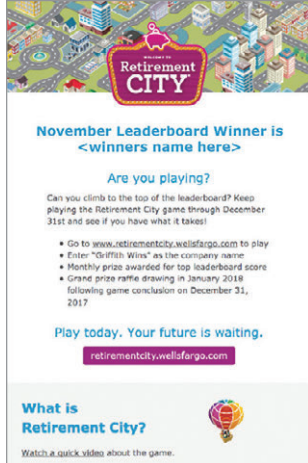 WELCOME TO
Retirement
CITY
November Leaderboard Winner is
<winners name here>
Are you playing?
Can you climb to the top of the leaderboard? Keep
playing the Retirement City game through December
31st and see if you have what it takes!
• Go to www.retirementcity.wellsfargo.com to play
• Enter "Griffith Wins" as the company name
• Monthly prize awarded for top leaderboard score
• Grand prize raffle drawing in January 2018
following game conclusion on December 31,
2017
Play today. Your future is waiting.
retirementcity.wellsfargo.com
What is
Retirement City?
Watch a quick video about the game.